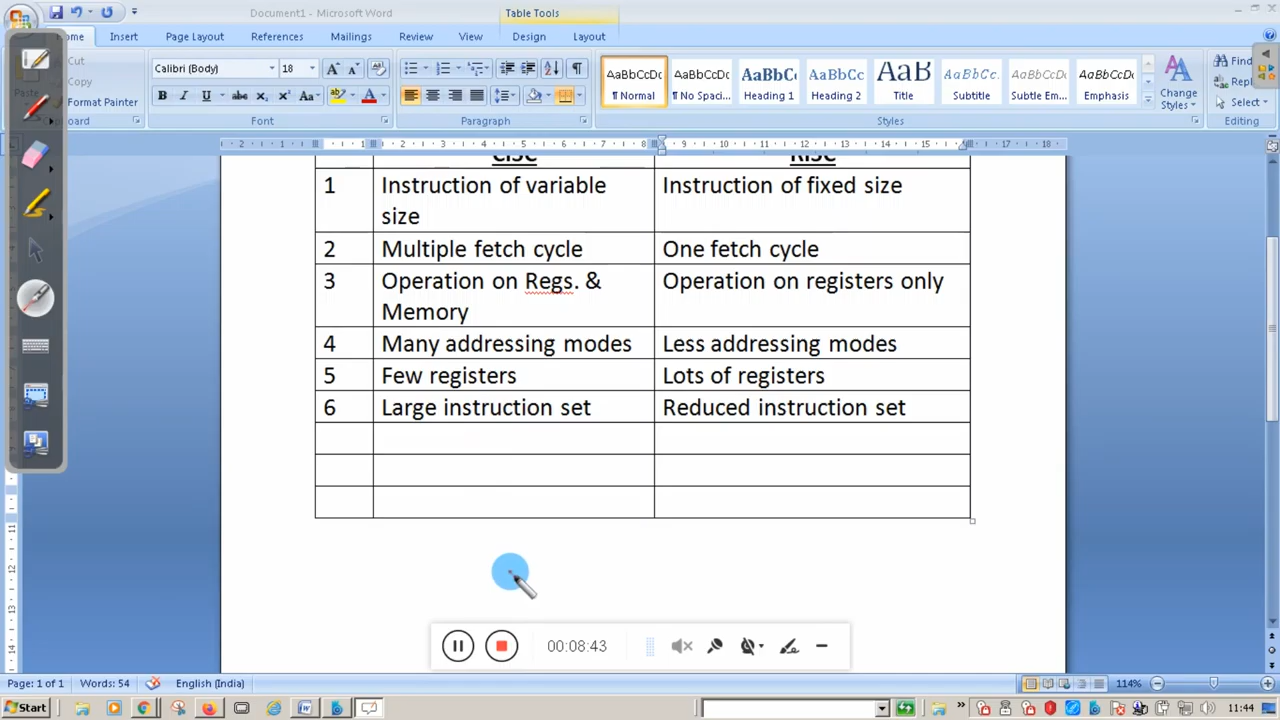 Document1 - Microsoft Word
Table Tools
Insert
Page Layout
References
Mailings
Review
View
Design
Layout
Cut
Copy
Format Painter
Calibri (Body)
18
AaBbCcDc
¶ Normal
AaBbCcDc
¶ No Spaci...
AaBbCc
Heading 1
AaBbCc
Heading 2
AaB
Title
AaBbCc.
Subtitle
AaBbCcDc
Subtle Em...
AaBbCcDc
Emphasis
Change
Styles
Find
Select
Font
Paragraph
Styles
Editing
CISC RISC
1 Instruction of variable Instruction of fixed size
size
2 Multiple fetch cycle One fetch cycle
3 Operation on Regs. & Operation on registers only
Memory
4 Many addressing modes Less addressing modes
5 Few registers Lots of registers
6 Large instruction set Reduced instruction set
00:08:43
Page: 1 of 1 Words: 54 English (India) 114%
Start 11:44